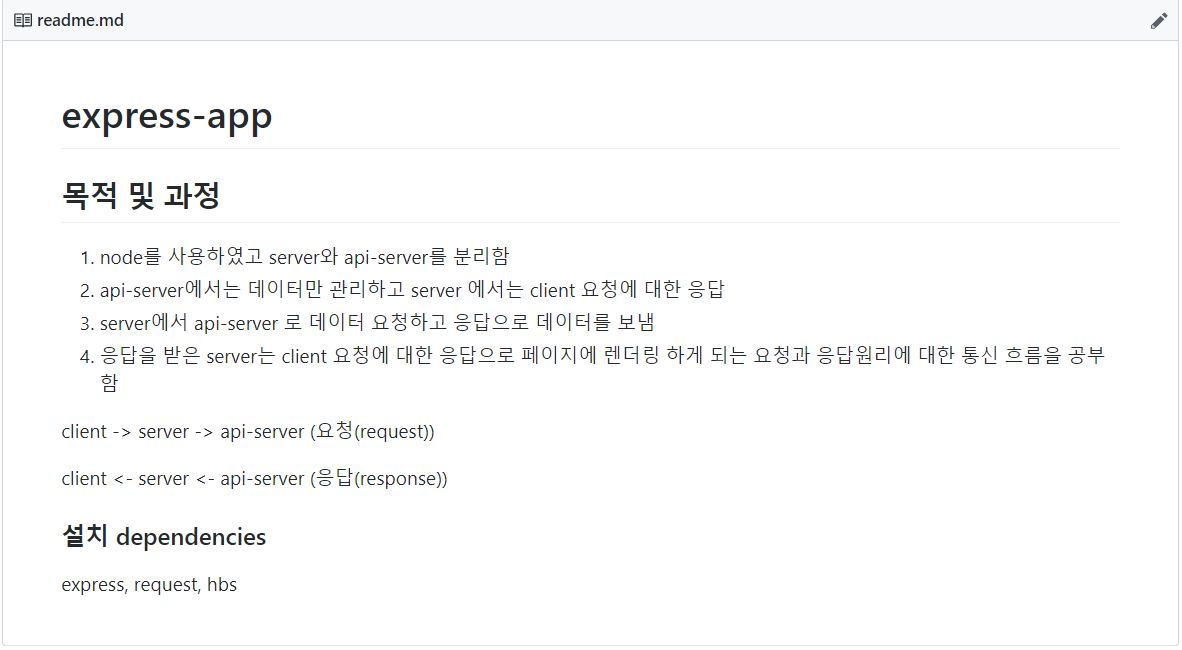 readme.md
express-app
목적 및 과정
1. node를 사용하였고 server와 api-server를 분리함
2. api-server에서는 데이터만 관리하고 server 에서는 client 요청에 대한 응답
3. server에서 api-server 로 데이터 요청하고 응답으로 데이터를 보냄
4. 응답을 받은 server는 client 요청에 대한 응답으로 페이지에 렌더링 하게 되는 요청과 응답원리에 대한 통신 흐름을 공부
함
client -> server -> api-server (요청(request))
client <- server <- api-server (응답(response))
설치 dependencies
express, request, hbs